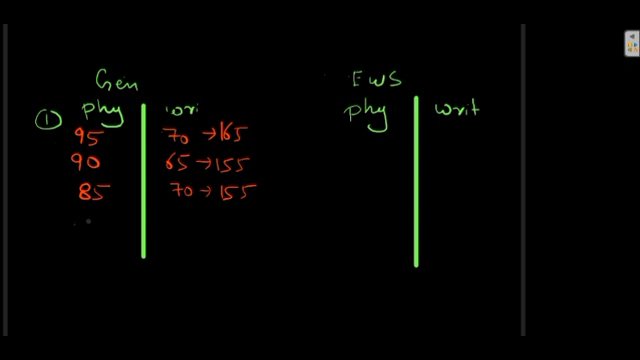 Gen
EWS
① phy wri
phy writ
95 70 → 165
90 65 → 155
85 70 → 155